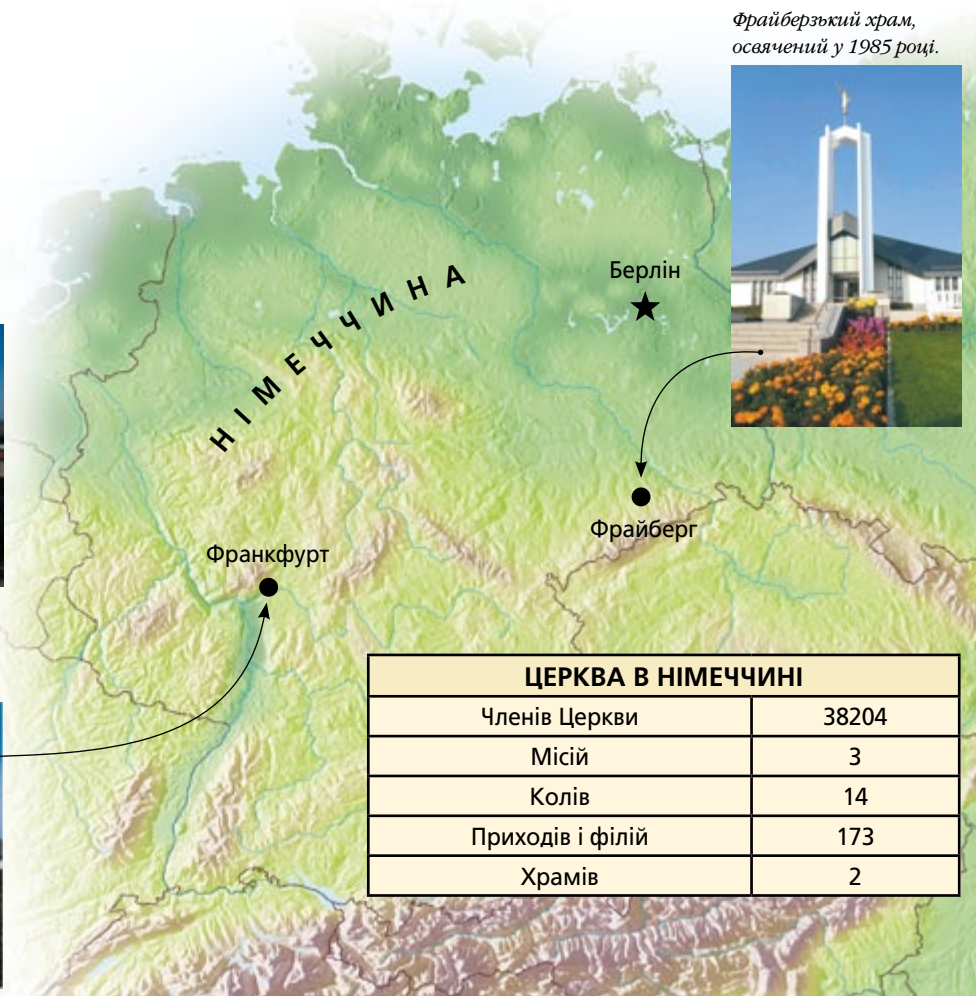 Фрайберзький храм,
освячений у 1985 році.
НІМЕЧЧИНА
Берлін
Фрайберг
Франкфурт
ЦЕРКВА В НІМЕЧЧИНІ
Членів Церкви 38204
Місій 3
Колів 14
Приходів і філій 173
Храмів 2